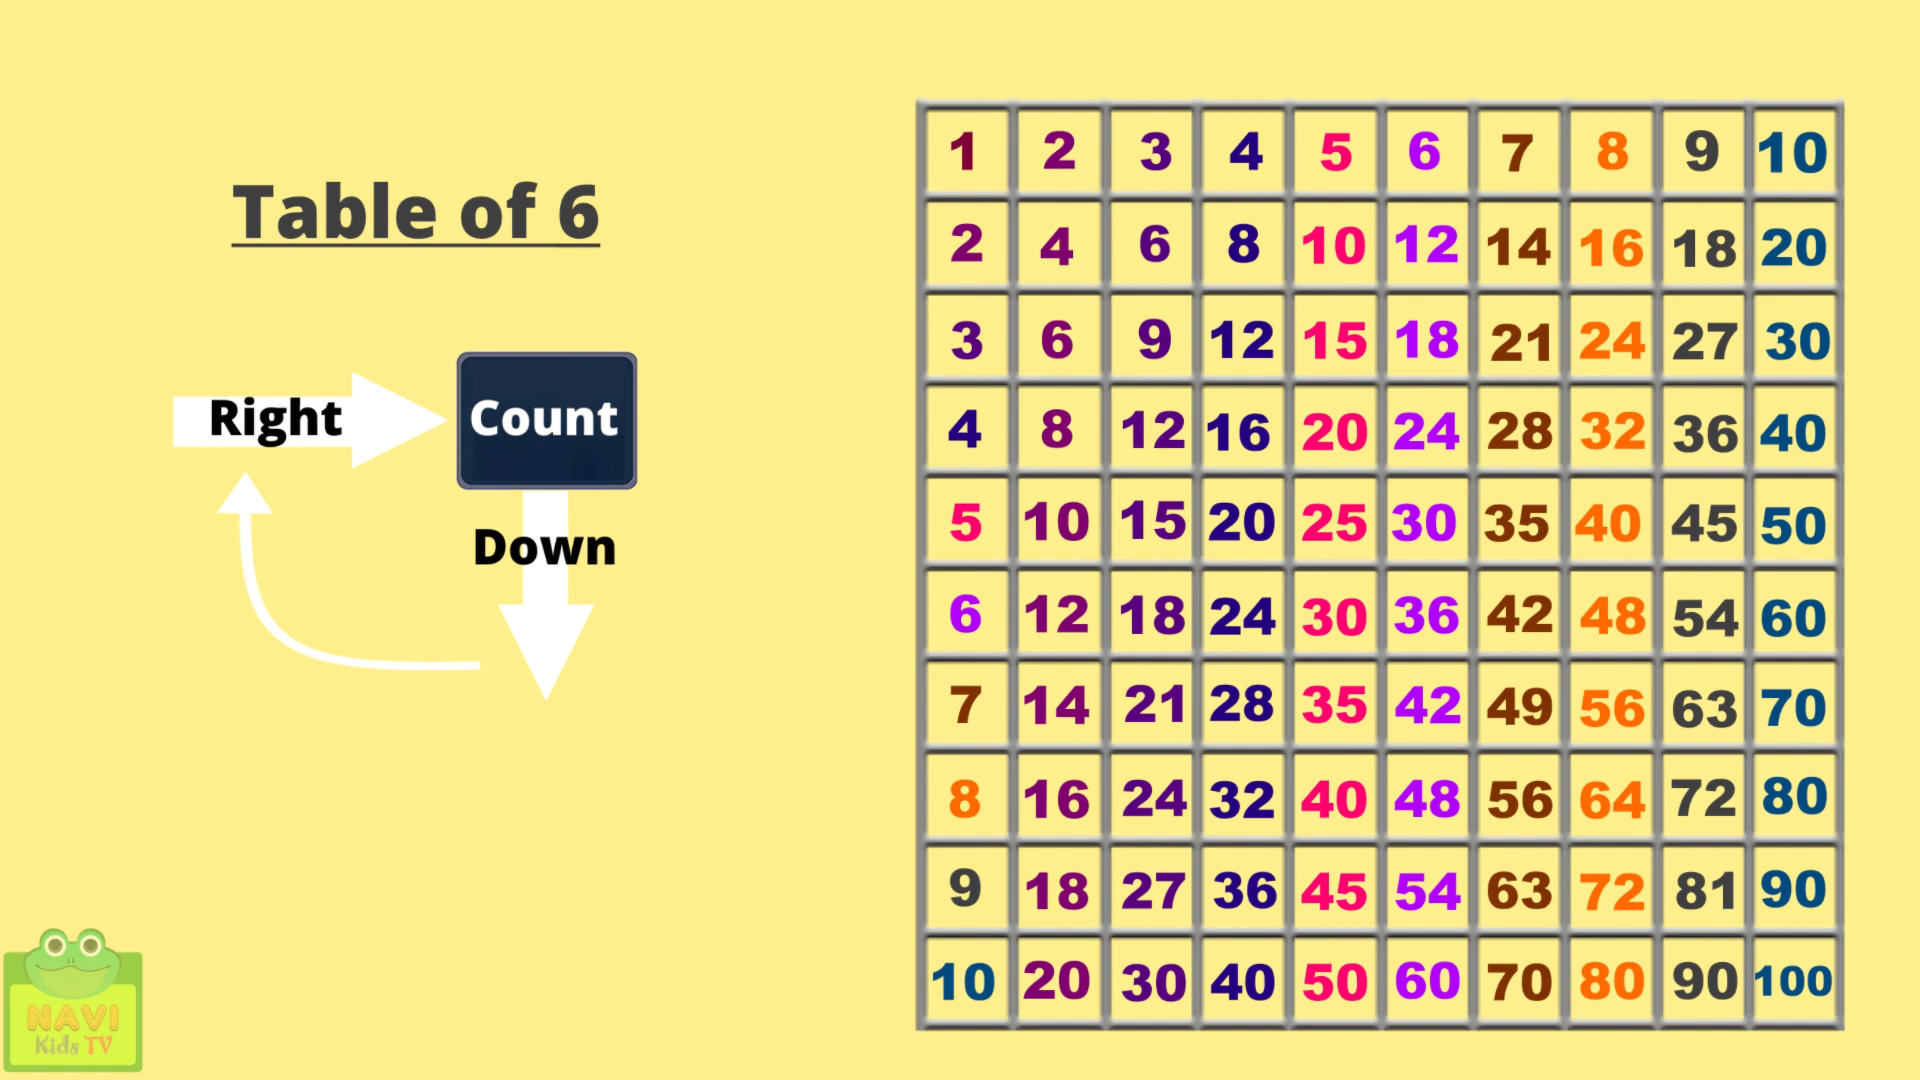 Table of 6
Right
Count
Down
1 2 3 4 5 6 7 8 9 10
2 4 6 8 10 12 14 16 18 20
3 6 9 12 15 18 21 24 27 30
4 8 12 16 20 24 28 32 36 40
5 10 15 20 25 30 35 40 45 50
6 12 18 24 30 36 42 48 54 60
7 14 21 28 35 42 49 56 63 70
8 16 24 32 40 48 56 64 72 80
9 18 27 36 45 54 63 72 81 90
10 20 30 40 50 60 70 80 90 100
NAVI
Kids TV